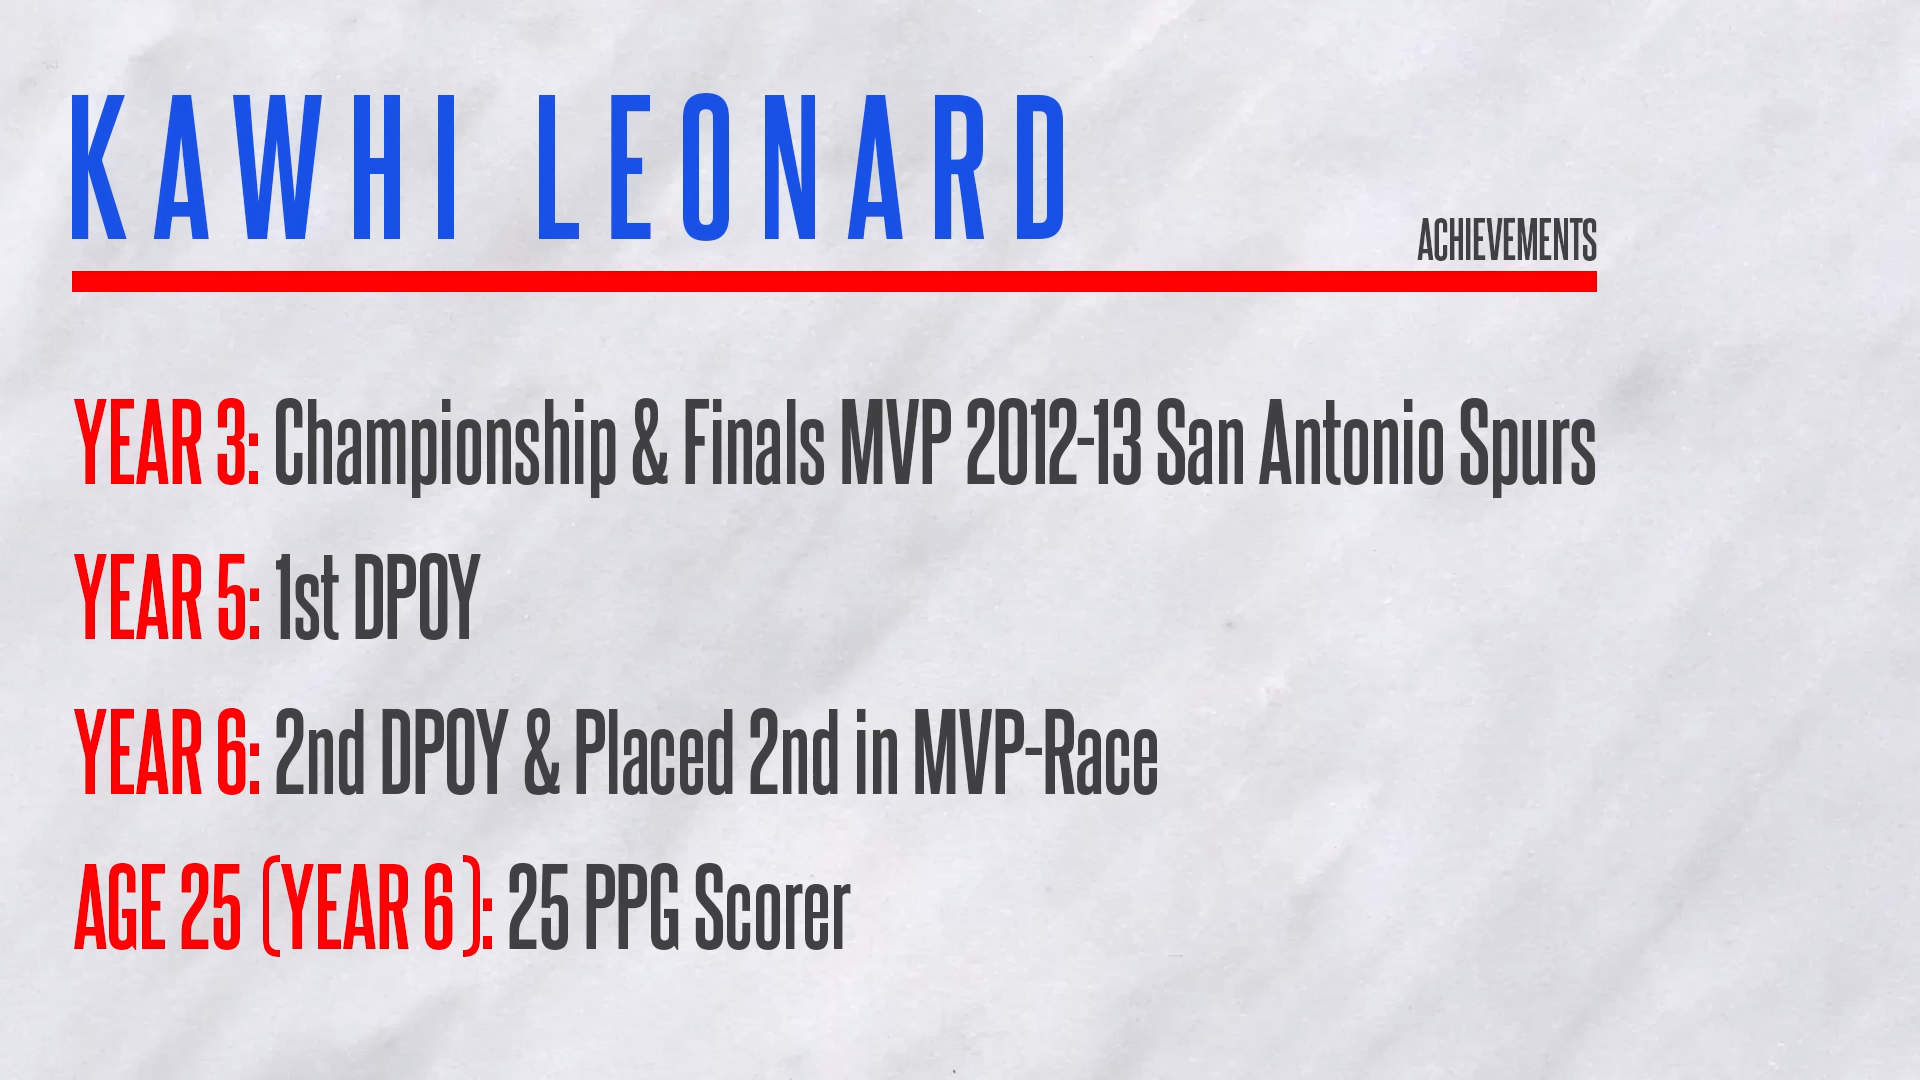 KAWHI LEONARD
ACHIEVEMENTS
YEAR 3: Championship & Finals MVP 2012-13 San Antonio Spurs
YEAR 5: 1st DPOY
YEAR 6: 2nd DPOY & Placed 2nd in MVP-Race
AGE 25 (YEAR 6 ): 25 PPG Scorer